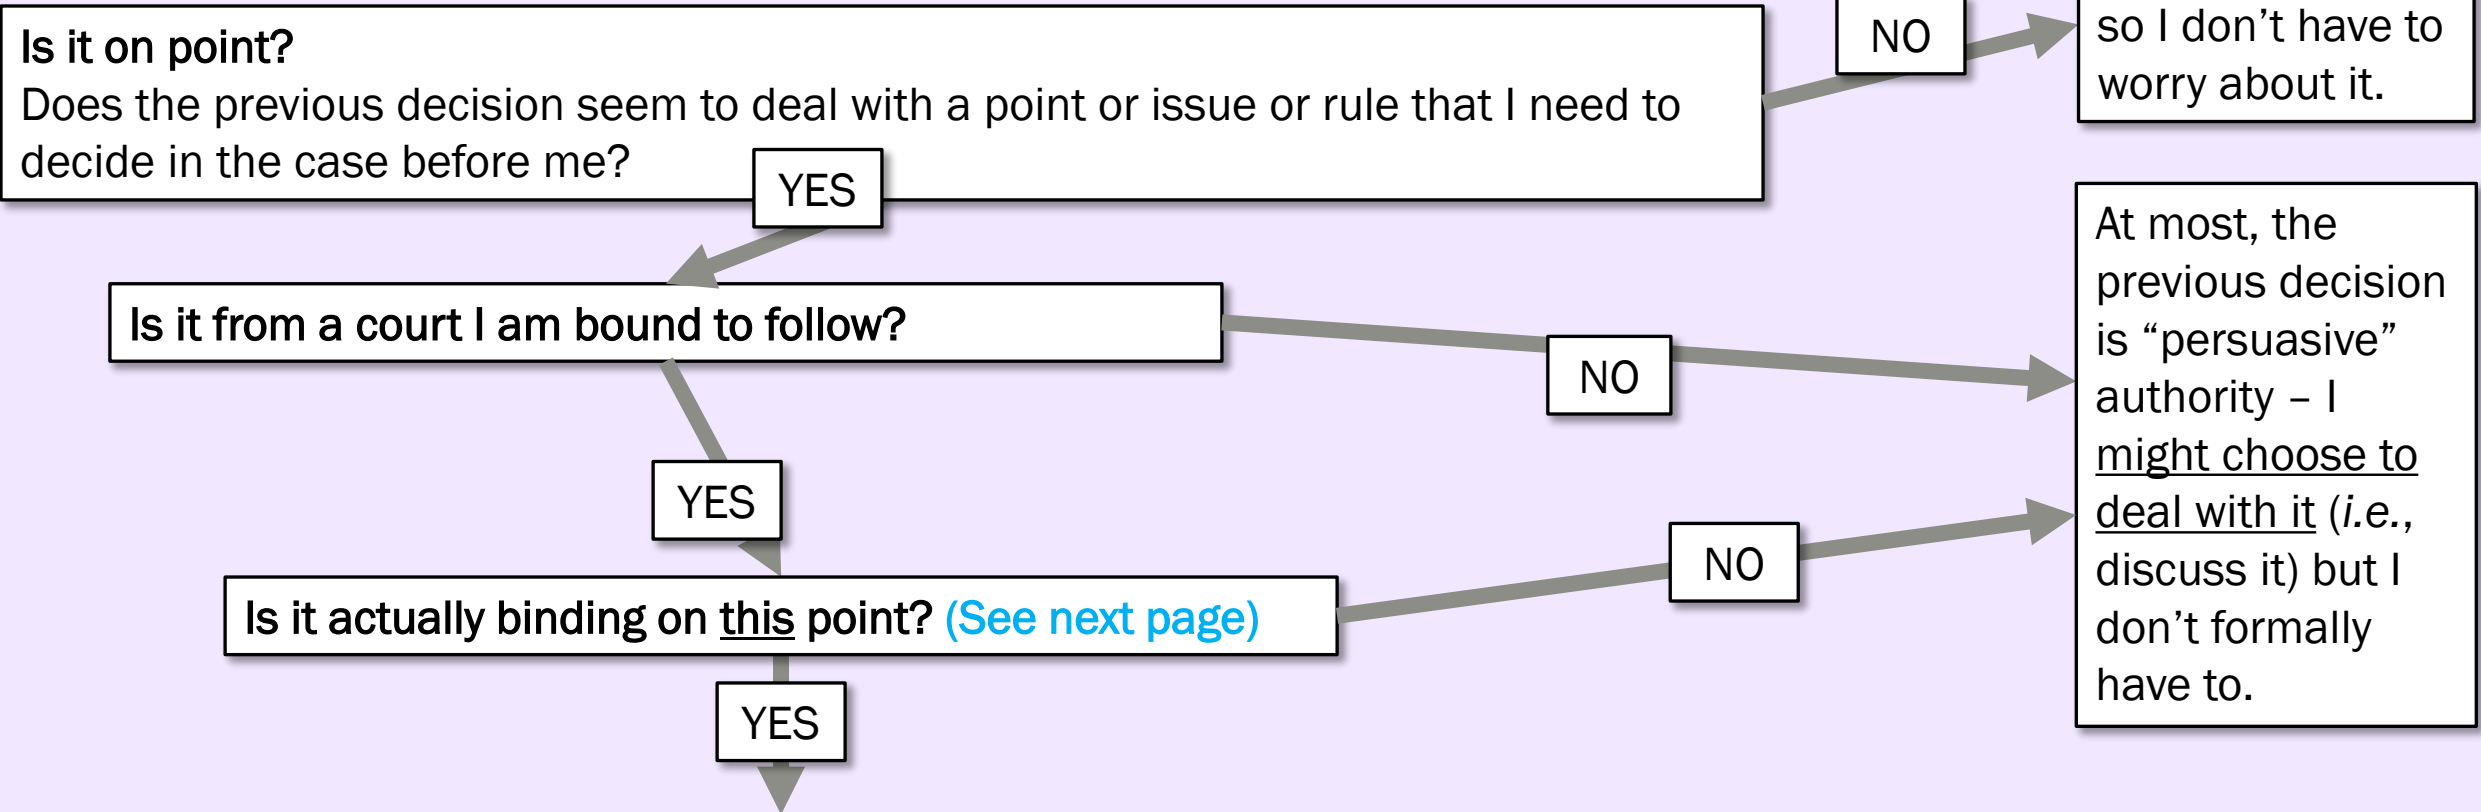 Is it on point?
Does the previous decision seem to deal with a point or issue or rule that I need to
decide in the case before me?
NO
so I don’t have to
worry about it.
YES
Is it from a court I am bound to follow?
NO
At most, the
previous decision
is “persuasive”
authority – I
might choose to
deal with it (i.e.,
discuss it) but I
don’t formally
have to.
YES
Is it actually binding on this point? (See next page)
NO
YES